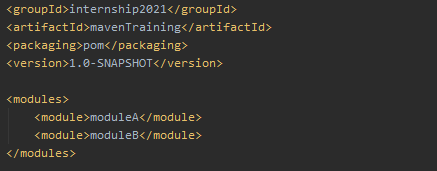 <groupId>internship2021</groupId>
<artifactId>mavenTraining</artifactId>
<packaging>pom</packaging>
<version>1.0-SNAPSHOT</version>
<modules>
<module>moduleA</module>
<module>moduleB</module>
</modules>